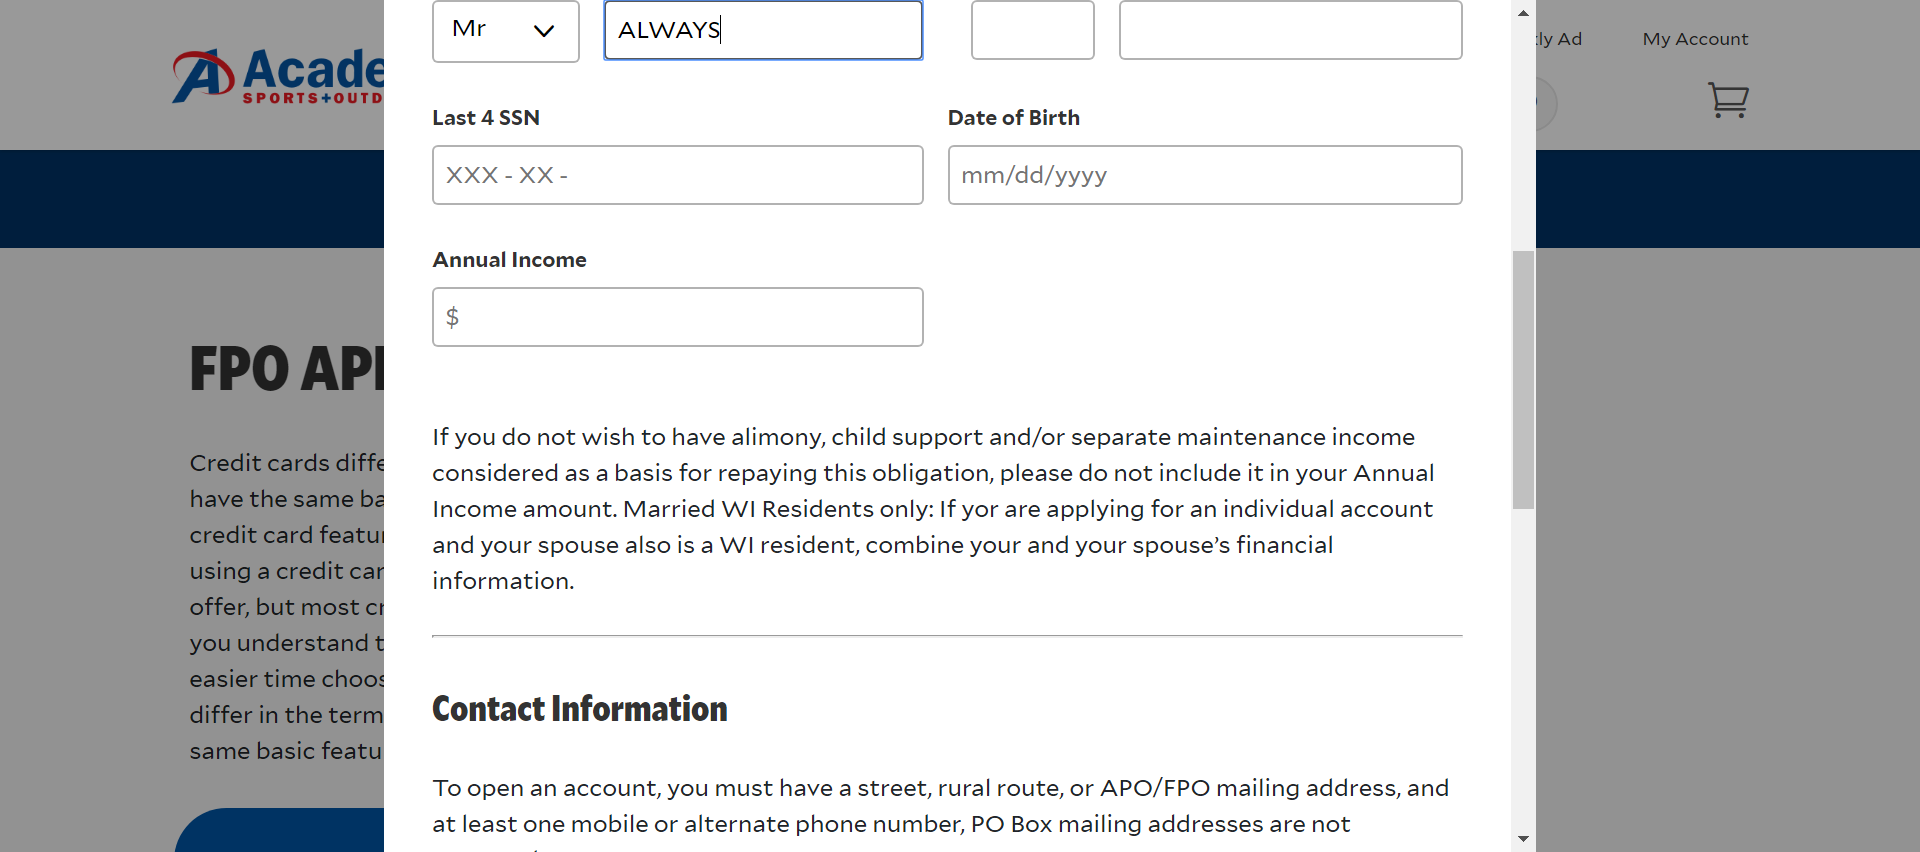 Mr
ALWAYS
ly Ad
My Account
Acade
SPORTS+OUTD
Last 4 SSN
Date of Birth
XXX - XX -
mm/dd/yyyy
Annual Income
$
FPO API
If you do not wish to have alimony, child support and/or separate maintenance income
considered as a basis for repaying this obligation, please do not include it in your Annual
Income amount. Married WI Residents only: If yor are applying for an individual account
and your spouse also is a WI resident, combine your and your spouse’s financial
information.
Credit cards diffe
have the same ba
credit card featur
using a credit car
offer, but most cr
you understand t
easier time choos
differ in the term
same basic featu
Contact Information
To open an account, you must have a street, rural route, or APO/FPO mailing address, and
at least one mobile or alternate phone number, PO Box mailing addresses are not